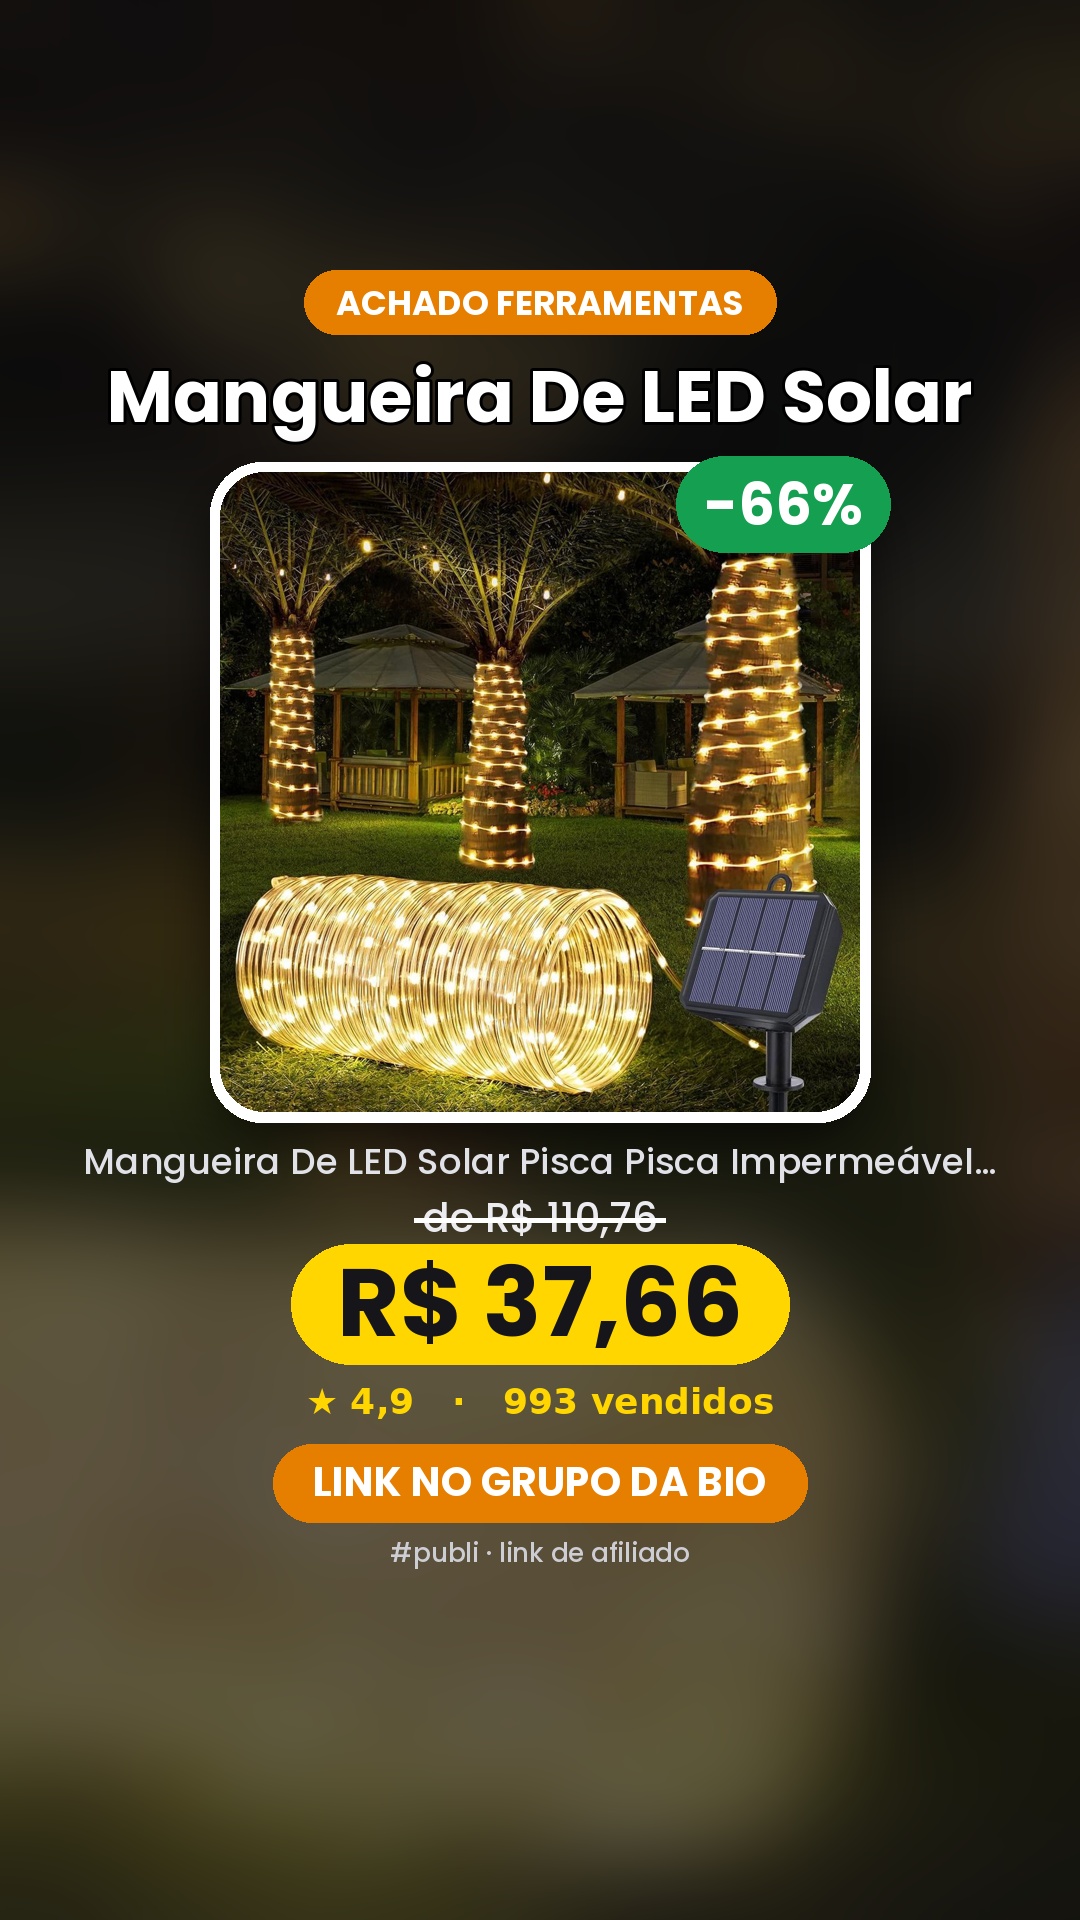 ACHADO FERRAMENTAS
Mangueira De LED Solar
-66%
Mangueira De LED Solar Pisca Pisca Impermeável...
de R$ 110,76
R$ 37,66
★ 4,9 · 993 vendidos
LINK NO GRUPO DA BIO
#publi · link de afiliado